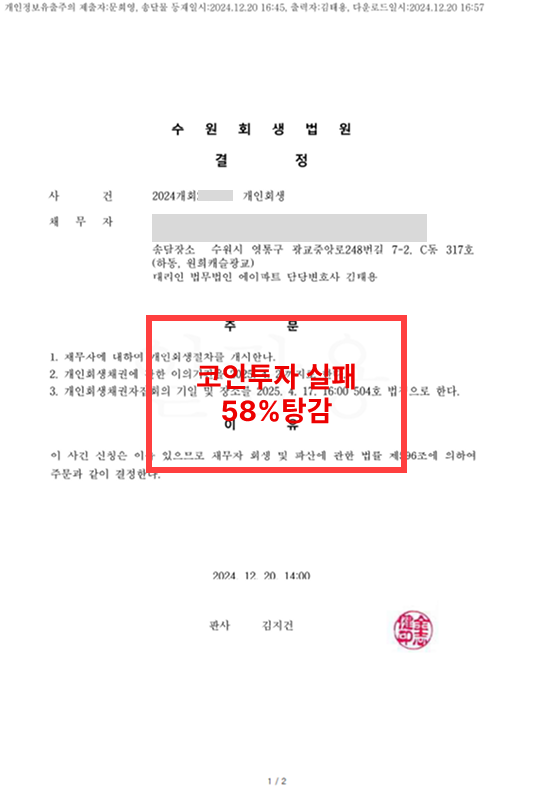 개인정보유출주의 제출자:문희영, 송달물 등재일시:2024.12.20 16:45, 출력자:김태용, 다운로드일시:2024.12.20 16:57
수 원 회 생 법 원
결 정
사 건 2024개회 개인회생
채 무 자
송달장소 수원시 영통구 광교중앙로248번길 7-2, C동 317호
(하동, 원희캐슬광교)
대리인 법무법인 에이파트 담당변호사 김태용
주 문
1. 채무자에 대하여 개인회생절차를 개시한다.
2. 개인회생채권에 관한 이의기간을 2025.
3. 개인회생채권자집회의 기일 및 장소를 2025. 4. 17. 16:00 504호 법정으로 한다.
코인투자 실패
58%탕감
이 유
이 사건 신청은 이유 있으므로 채무자 회생 및 파산에 관한 법률 제596조에 의하여
주문과 같이 결정한다.
2024. 12. 20. 14:00
판사 김지건
1 / 2